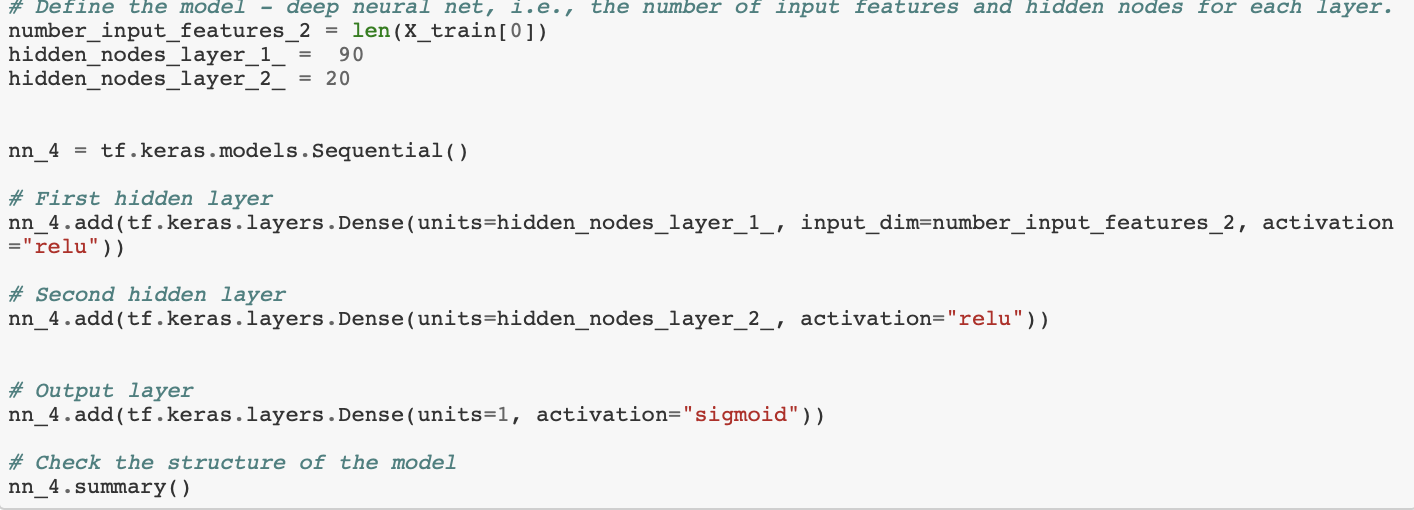 # Define the model - deep neural net, i.e., the number of input features and hidden nodes for each layer.
number_input_features_2 = len(X_train[0])
hidden_nodes_layer_1_ =  90
hidden_nodes_layer_2_ = 20
nn_4 = tf.keras.models.Sequential()
# First hidden layer
nn_4.add(tf.keras.layers.Dense(units=hidden_nodes_layer_1_, input_dim=number_input_features_2, activation
="relu"))
# Second hidden layer
nn_4.add(tf.keras.layers.Dense(units=hidden_nodes_layer_2_, activation="relu"))
# Output layer
nn_4.add(tf.keras.layers.Dense(units=1, activation="sigmoid"))
# Check the structure of the model
nn_4.summary()